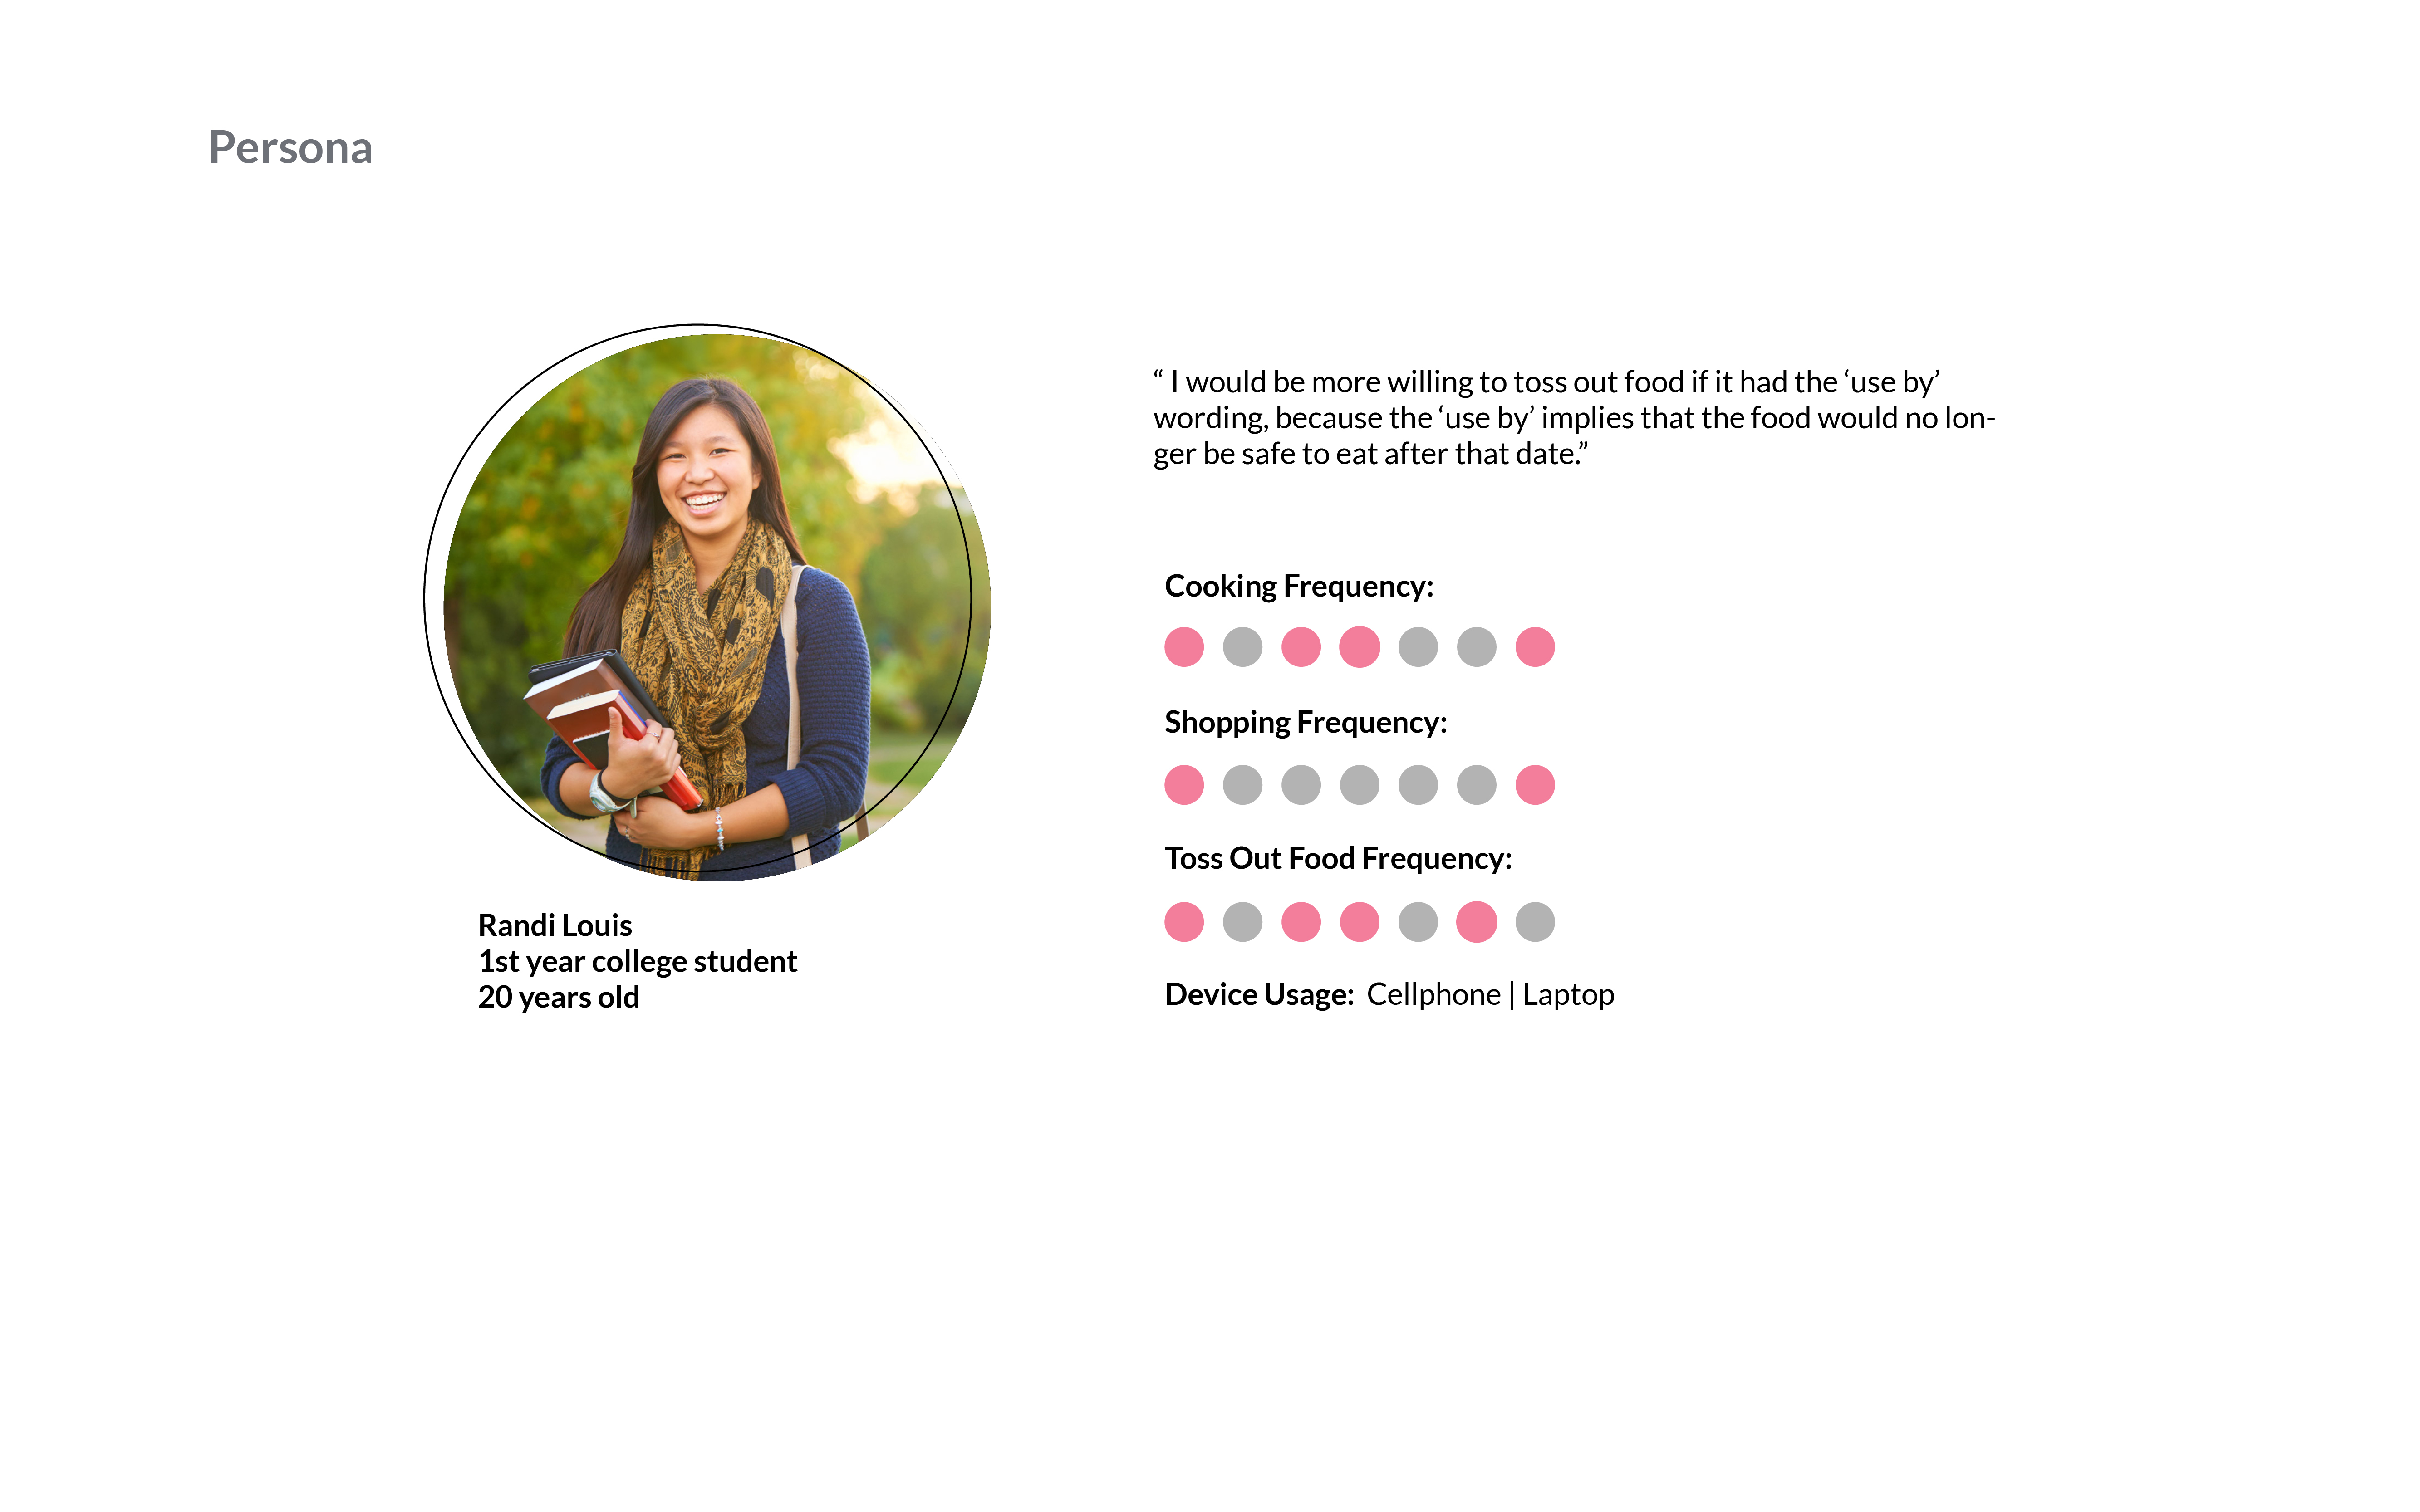 Persona
“ I would be more willing to toss out food if it had the ‘use by’
wording, because the ‘use by’ implies that the food would no lon-
ger be safe to eat after that date.”
Cooking Frequency:
Shopping Frequency:
Toss Out Food Frequency:
Device Usage: Cellphone | Laptop
Randi Louis
1st year college student
20 years old